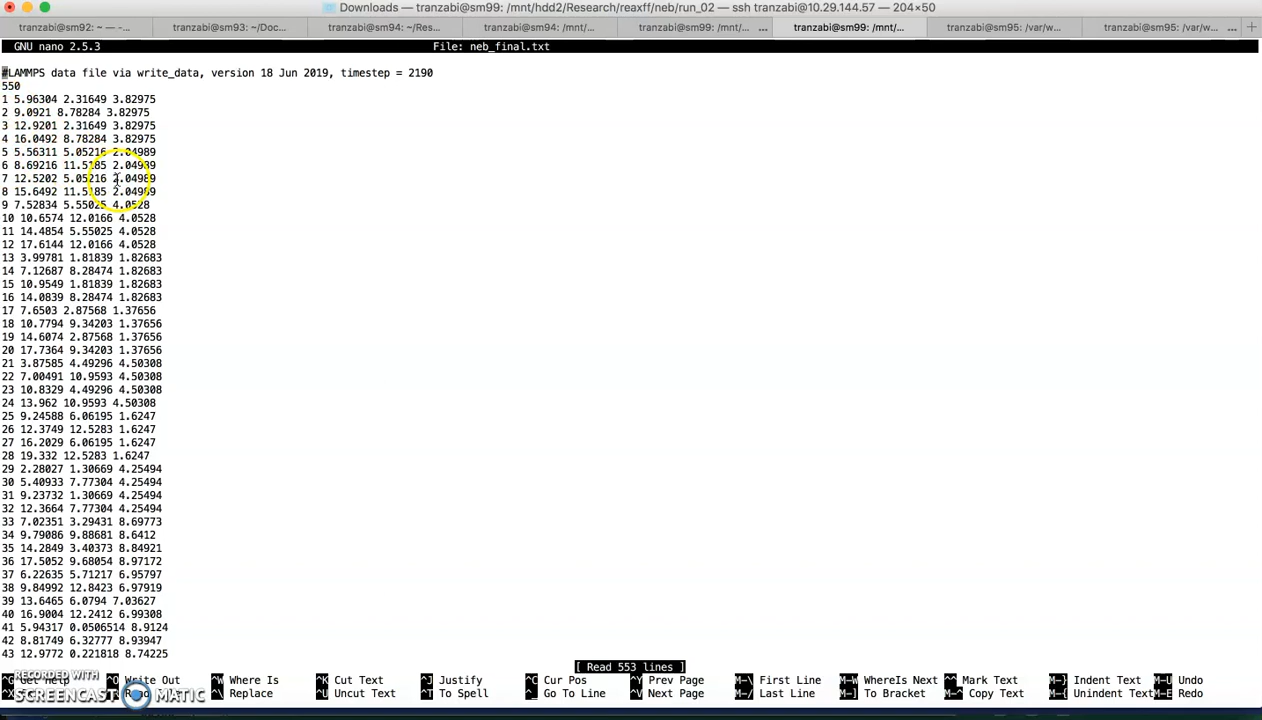 Downloads — tranzabi@sm99: /mnt/hdd2/Research/reaxff/neb/run_02 — ssh tranzabi@10.29.144.57 — 204×50
tranzabi@sm92: ~ — -... tranzabi@sm93: ~/Doc... tranzabi@sm94: ~/Res... tranzabi@sm94: /mnt/... tranzabi@sm99: /mnt/... ... tranzabi@sm99: /mnt/... tranzabi@sm95: /var/w... tranzabi@sm95: /var/w... ...
GNU nano 2.5.3 File: neb_final.txt
#LAMMPS data file via write_data, version 18 Jun 2019, timestep = 2190
550
1 5.96304 2.31649 3.82975
2 9.0921 8.78284 3.82975
3 12.9201 2.31649 3.82975
4 16.0492 8.78284 3.82975
5 5.56311 5.05216 2.04989
6 8.69216 11.5185 2.04989
7 12.5202 5.05216 2.04989
8 15.6492 11.5185 2.04989
9 7.52834 5.55025 4.0528
10 10.6574 12.0166 4.0528
11 14.4854 5.55025 4.0528
12 17.6144 12.0166 4.0528
13 3.99781 1.81839 1.82683
14 7.12687 8.28474 1.82683
15 10.9549 1.81839 1.82683
16 14.0839 8.28474 1.82683
17 7.6503 2.87568 1.37656
18 10.7794 9.34203 1.37656
19 14.6074 2.87568 1.37656
20 17.7364 9.34203 1.37656
21 3.87585 4.49296 4.50308
22 7.00491 10.9593 4.50308
23 10.8329 4.49296 4.50308
24 13.962 10.9593 4.50308
25 9.24588 6.06195 1.6247
26 12.3749 12.5283 1.6247
27 16.2029 6.06195 1.6247
28 19.332 12.5283 1.6247
29 2.28027 1.30669 4.25494
30 5.40933 7.77304 4.25494
31 9.23732 1.30669 4.25494
32 12.3664 7.77304 4.25494
33 7.02351 3.29431 8.69773
34 9.79086 9.88681 8.6412
35 14.2849 3.40373 8.84921
36 17.5052 9.68054 8.97172
37 6.22635 5.71217 6.95797
38 9.84992 12.8423 6.97919
39 13.6465 6.0794 7.03627
40 16.9004 12.2412 6.99308
41 5.94317 0.0506514 8.9124
42 8.81749 6.32777 8.93947
43 12.9772 0.221818 8.74225
[ Read 553 lines ]
^G Get Help ^O Write Out ^W Where Is ^K Cut Text ^J Justify ^C Cur Pos ^Y Prev Page M-\ First Line M-W WhereIs Next ^^ Mark Text M-} Indent Text M-U Undo
^\ Replace ^U Uncut Text ^T To Spell ^_ Go To Line ^V Next Page M-/ Last Line M-] To Bracket M-^ Copy Text M-{ Unindent Text M-E Redo
RECORDED WITH
SCREENCAST MATIC